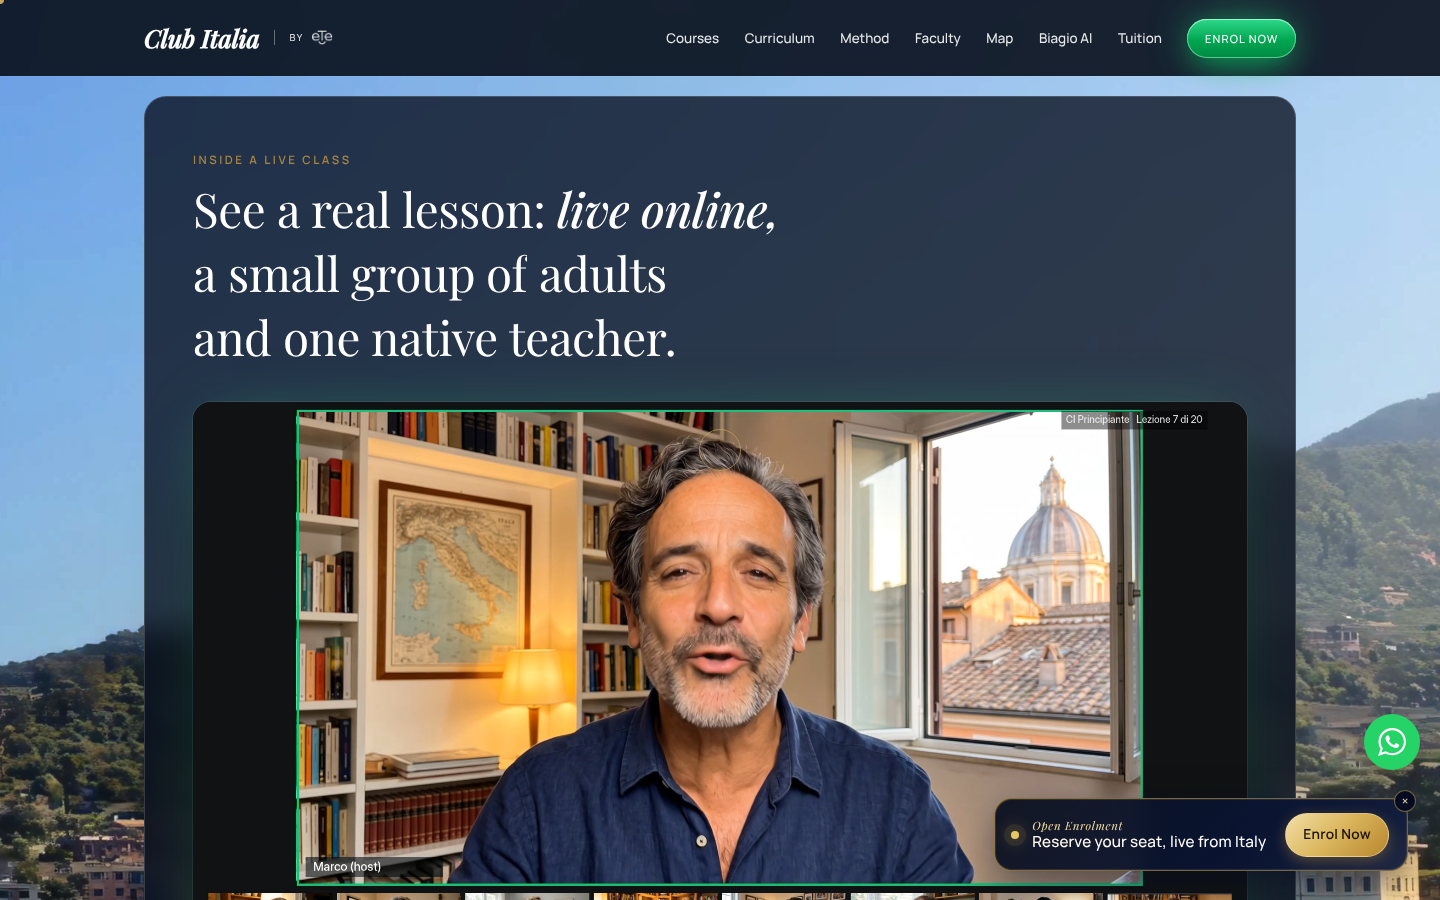 Club Italia
BY eTe
Courses
Curriculum
Method
Faculty
Map
Biagio AI
Tuition
ENROL NOW
INSIDE A LIVE CLASS
See a real lesson: live online,
a small group of adults
and one native teacher.
CI Principiante · Lezione 7 di 20
ITALIA
Marco (host)
Open Enrolment
Reserve your seat, live from Italy
Enrol Now